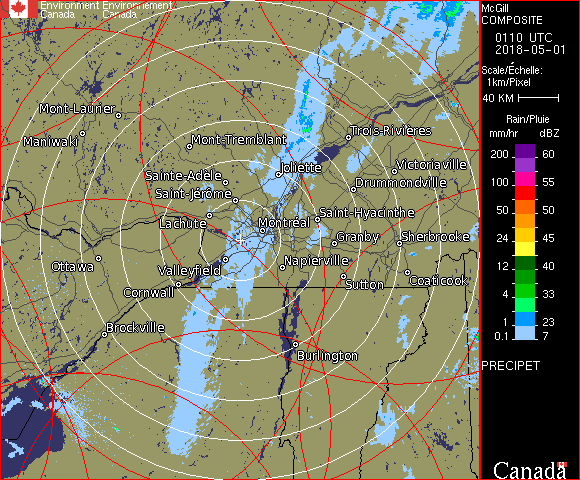 Environment Environnement
Canada Canada
McGill
COMPOSITE
0110 UTC
2018-05-01
Scale/Échelle:
1km/Pixel
40 KM
Rain/Pluie
mm/hr dBZ
200 60
150 57
100 55
50 50
24 45
12 40
4 33
1 23
0.1 7
PRECIPET
Canada
Mont-Laurier
Maniwaki
Mont-Tremblant
Trois-Rivières
Victoriaville
Joliette
Sainte-Adèle
Drummondville
Saint-Jérôme
Saint-Hyacinthe
Lachute
Montréal
Granby
Sherbrooke
Ottawa
Valleyfield
Napierville
Cornwall
Sutton
Coaticook
Brockville
Burlington